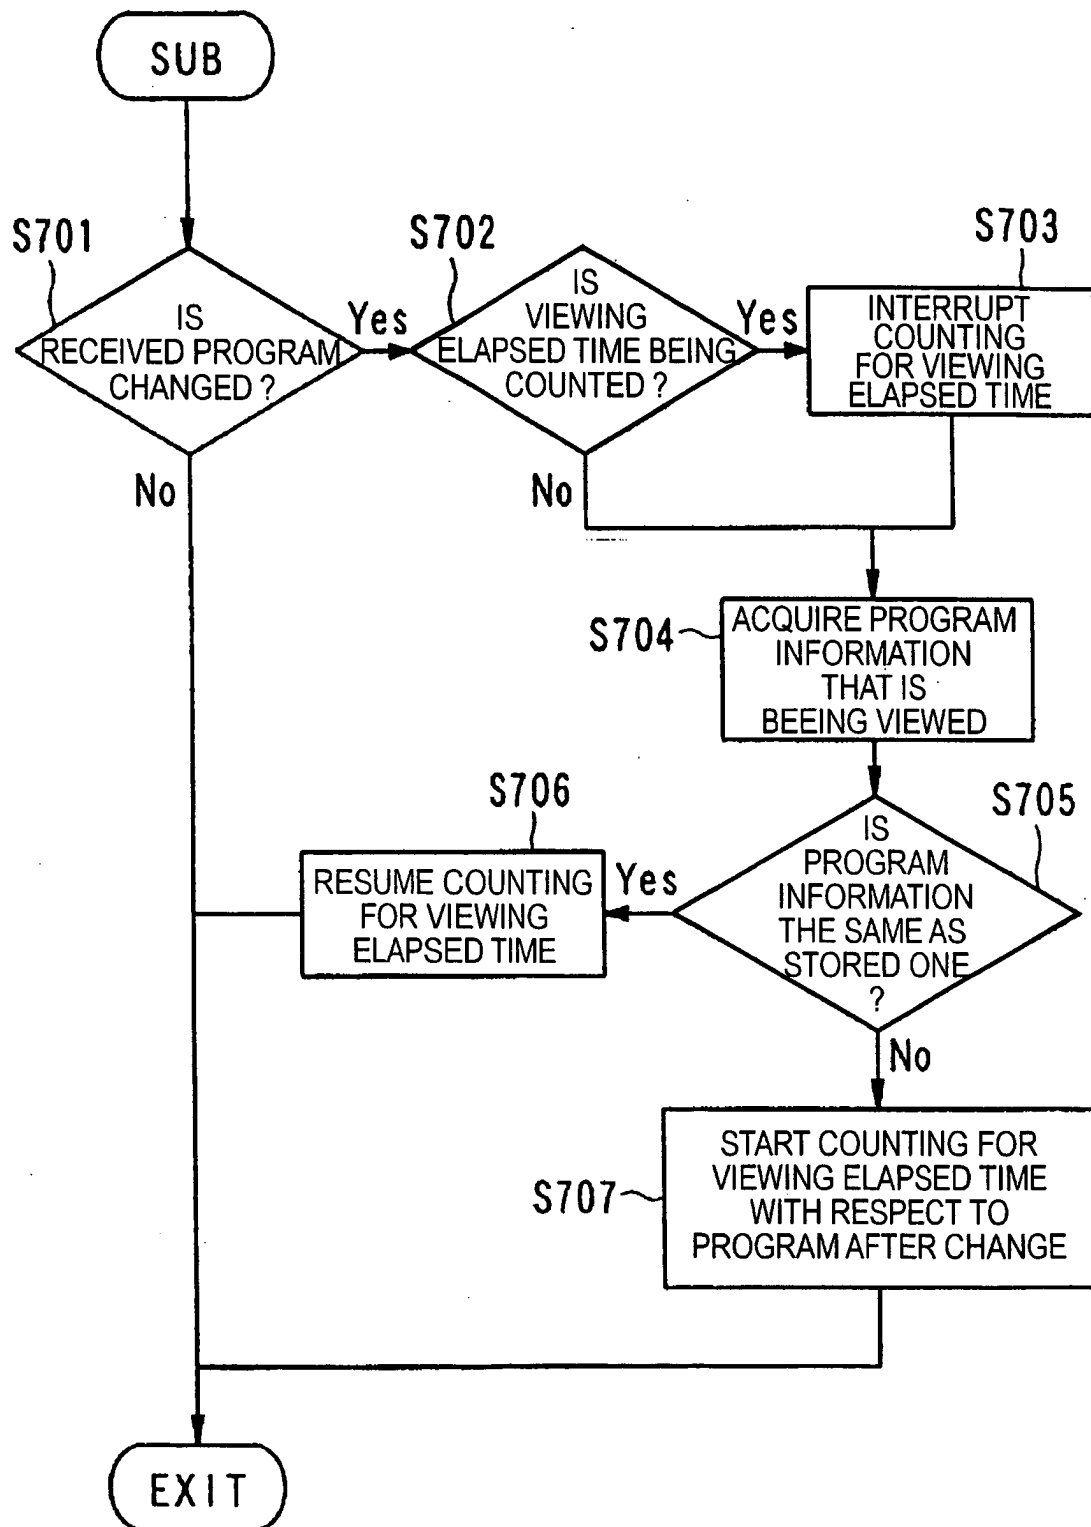 SUB
S701
IS
RECEIVED PROGRAM
CHANGED ?
Yes
No
S702
IS
VIEWING
ELAPSED TIME BEING
COUNTED ?
Yes
No
S703
INTERRUPT
COUNTING
FOR VIEWING
ELAPSED TIME
S704
ACQUIRE PROGRAM
INFORMATION
THAT IS
BEEING VIEWED
S705
IS
PROGRAM
INFORMATION
THE SAME AS
STORED ONE
?
Yes
No
S706
RESUME COUNTING
FOR VIEWING
ELAPSED TIME
S707
START COUNTING FOR
VIEWING ELAPSED TIME
WITH RESPECT TO
PROGRAM AFTER CHANGE
EXIT